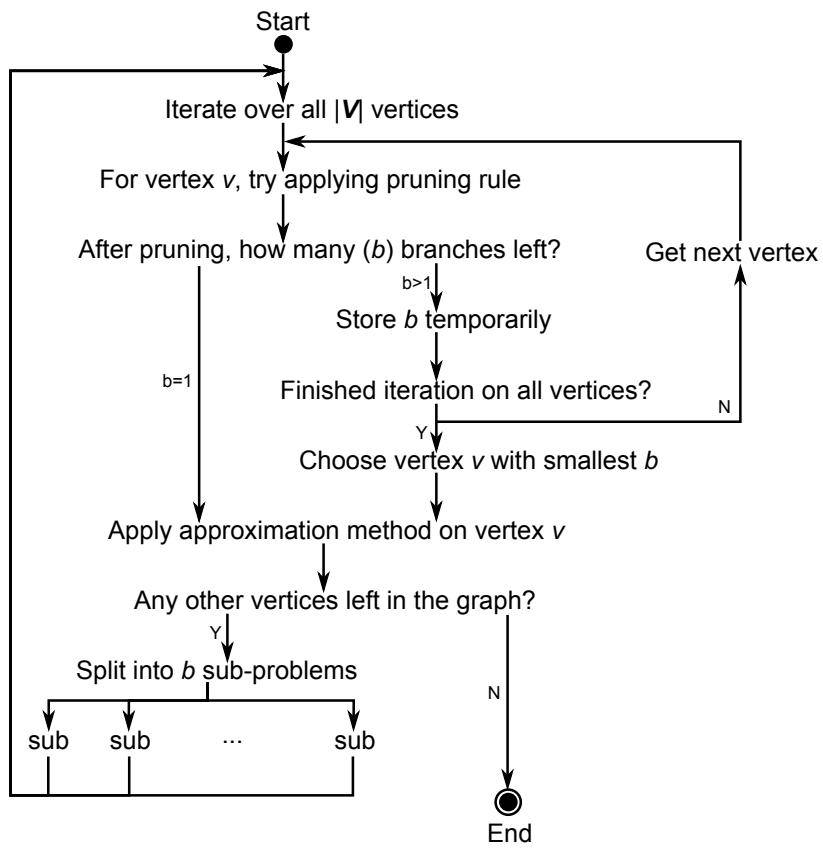 Start
Iterate over all |V| vertices
For vertex v, try applying pruning rule
After pruning, how many (b) branches left?
Get next vertex
b>1
Store b temporarily
b=1
Finished iteration on all vertices?
N
Y
Choose vertex v with smallest b
Apply approximation method on vertex v
Any other vertices left in the graph?
Y
Split into b sub-problems
N
sub sub ... sub
End